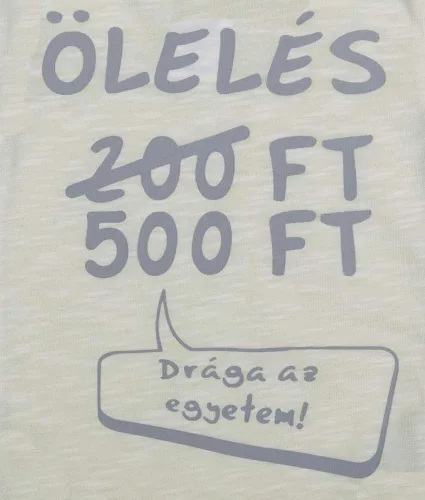 ÖLELÉS
200 FT
500 FT
Drága az
egyetem!